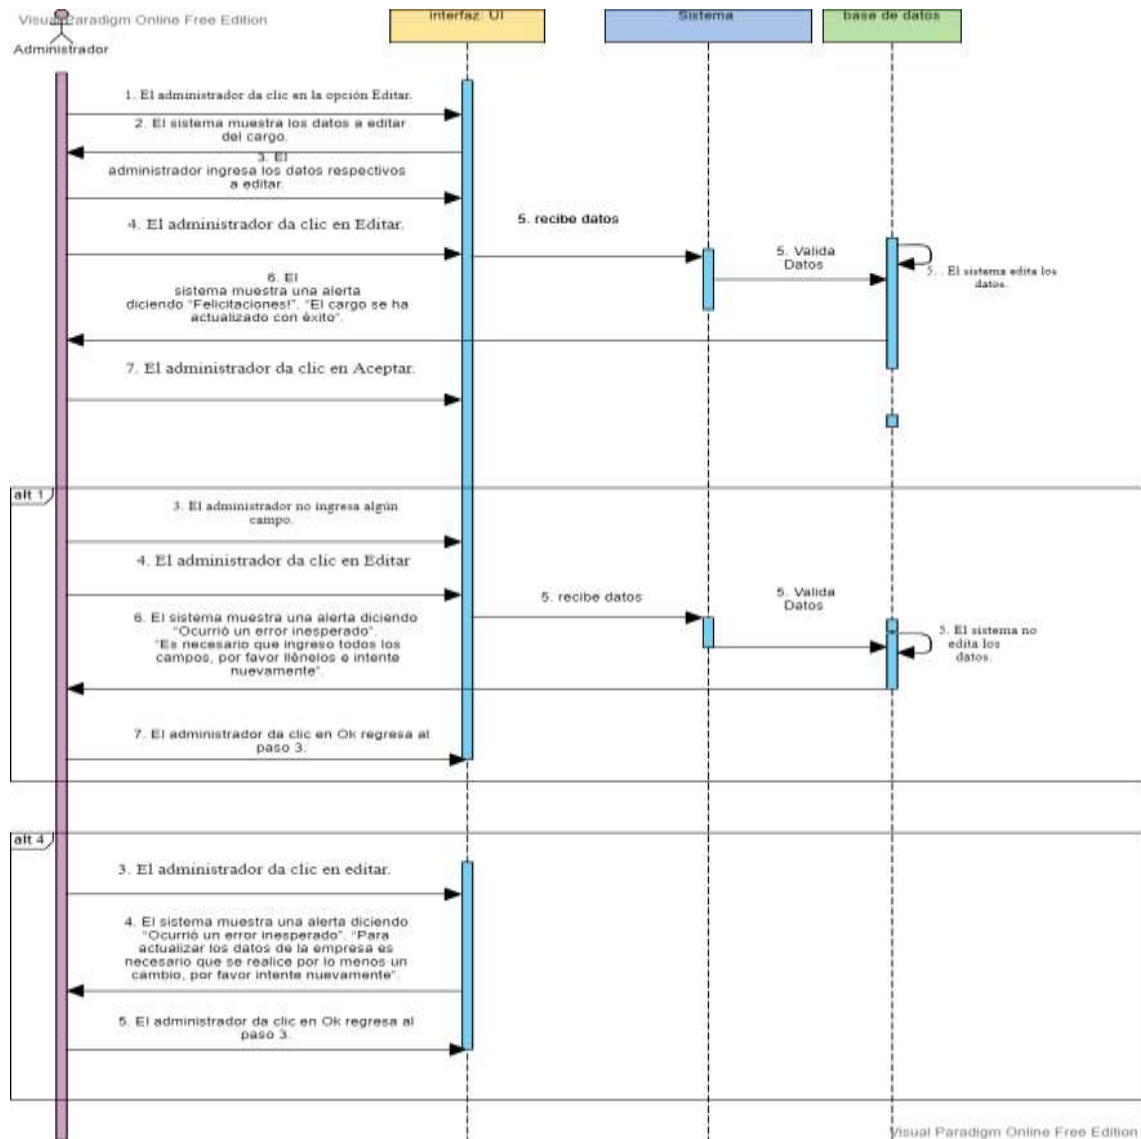 Visual Paradigm Online Free Edition
Administrador
interfaz: UI
Sistema
base de datos
1. El administrador da clic en la opción Editar.
2. El sistema muestra los datos a editar
del cargo.
3. El
administrador ingresa los datos respectivos
a editar.
4. El administrador da clic en Editar.
5. recibe datos
5. Valida
Datos
5. . El sistema edita los
datos.
6. El
sistema muestra una alerta
diciendo “Felicitaciones!”. “El cargo se ha
actualizado con éxito”.
7. El administrador da clic en Aceptar.
alt 1
3. El administrador no ingresa algún
campo.
4. El administrador da clic en Editar
5. recibe datos
5. Valida
Datos
5. El sistema no
edita los
datos.
6. El sistema muestra una alerta diciendo
“Ocurrió un error inesperado”.
“Es necesario que ingreso todos los
campos, por favor llénelos e intente
nuevamente”.
7. El administrador da clic en Ok regresa al
paso 3.
alt 4
3. El administrador da clic en editar.
4. El sistema muestra una alerta diciendo
“Ocurrió un error inesperado”. “Para
actualizar los datos de la empresa es
necesario que se realice por lo menos un
cambio, por favor intente nuevamente”.
5. El administrador da clic en Ok regresa al
paso 3.
Visual Paradigm Online Free Edition